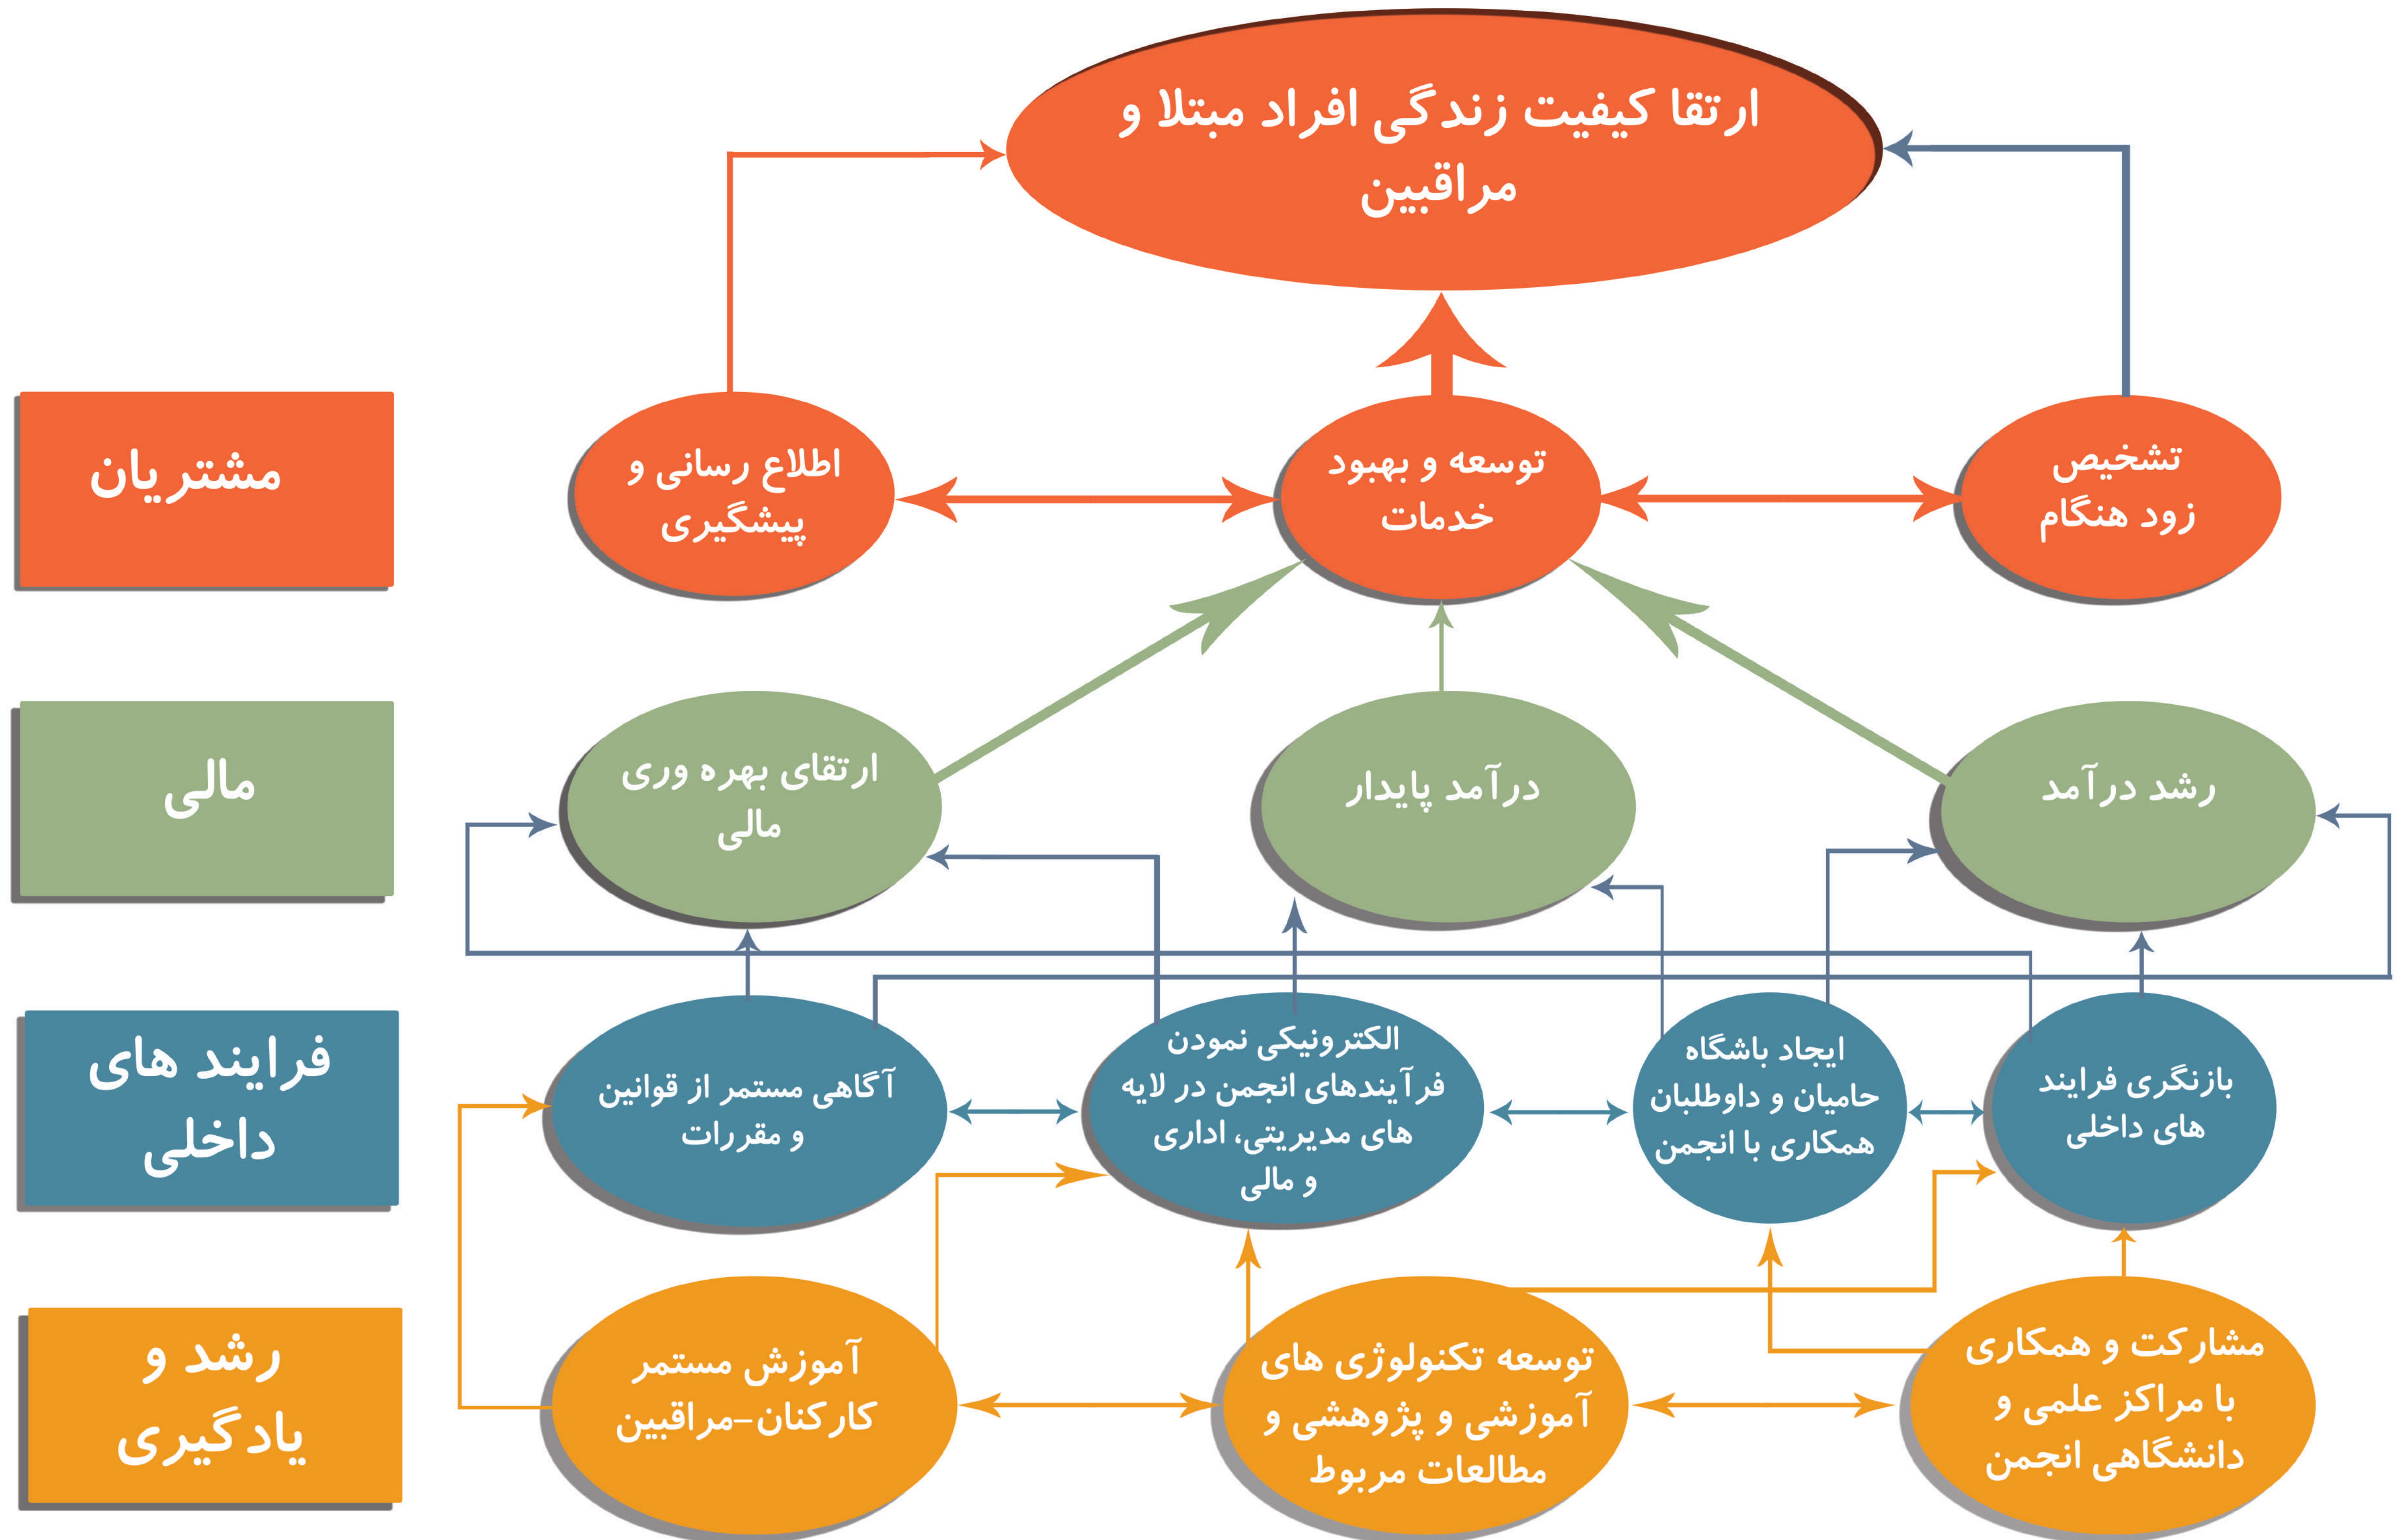 ارتقا کیفیت زندگی افراد مبتلا و
مراقبین
مشتریان
تشخیص
زود هنگام
توسعه و بهبود
خدمات
اطلاع رسانی و
پیشگیری
مالی
رشد درآمد
درآمد پایدار
ارتقای بهره وری
مالی
فرایند های
داخلی
بازنگری فرایند
های داخلی
ایجاد باشگاه
حامیان و داوطلبان
همکاری با انجمن
الکترونیکی نمودن
فرآیندهای انجمن در لایه
های مدیریتی، اداری
و مالی
آگاهی مستمر از قوانین
و مقررات
رشد و
یادگیری
مشارکت و همکاری
با مراکز علمی و
دانشگاهی انجمن
توسعه تکنولوژی های
آموزشی و پژوهشی و
مطالعات مربوط
آموزش مستمر
کارکنان-مراقبین